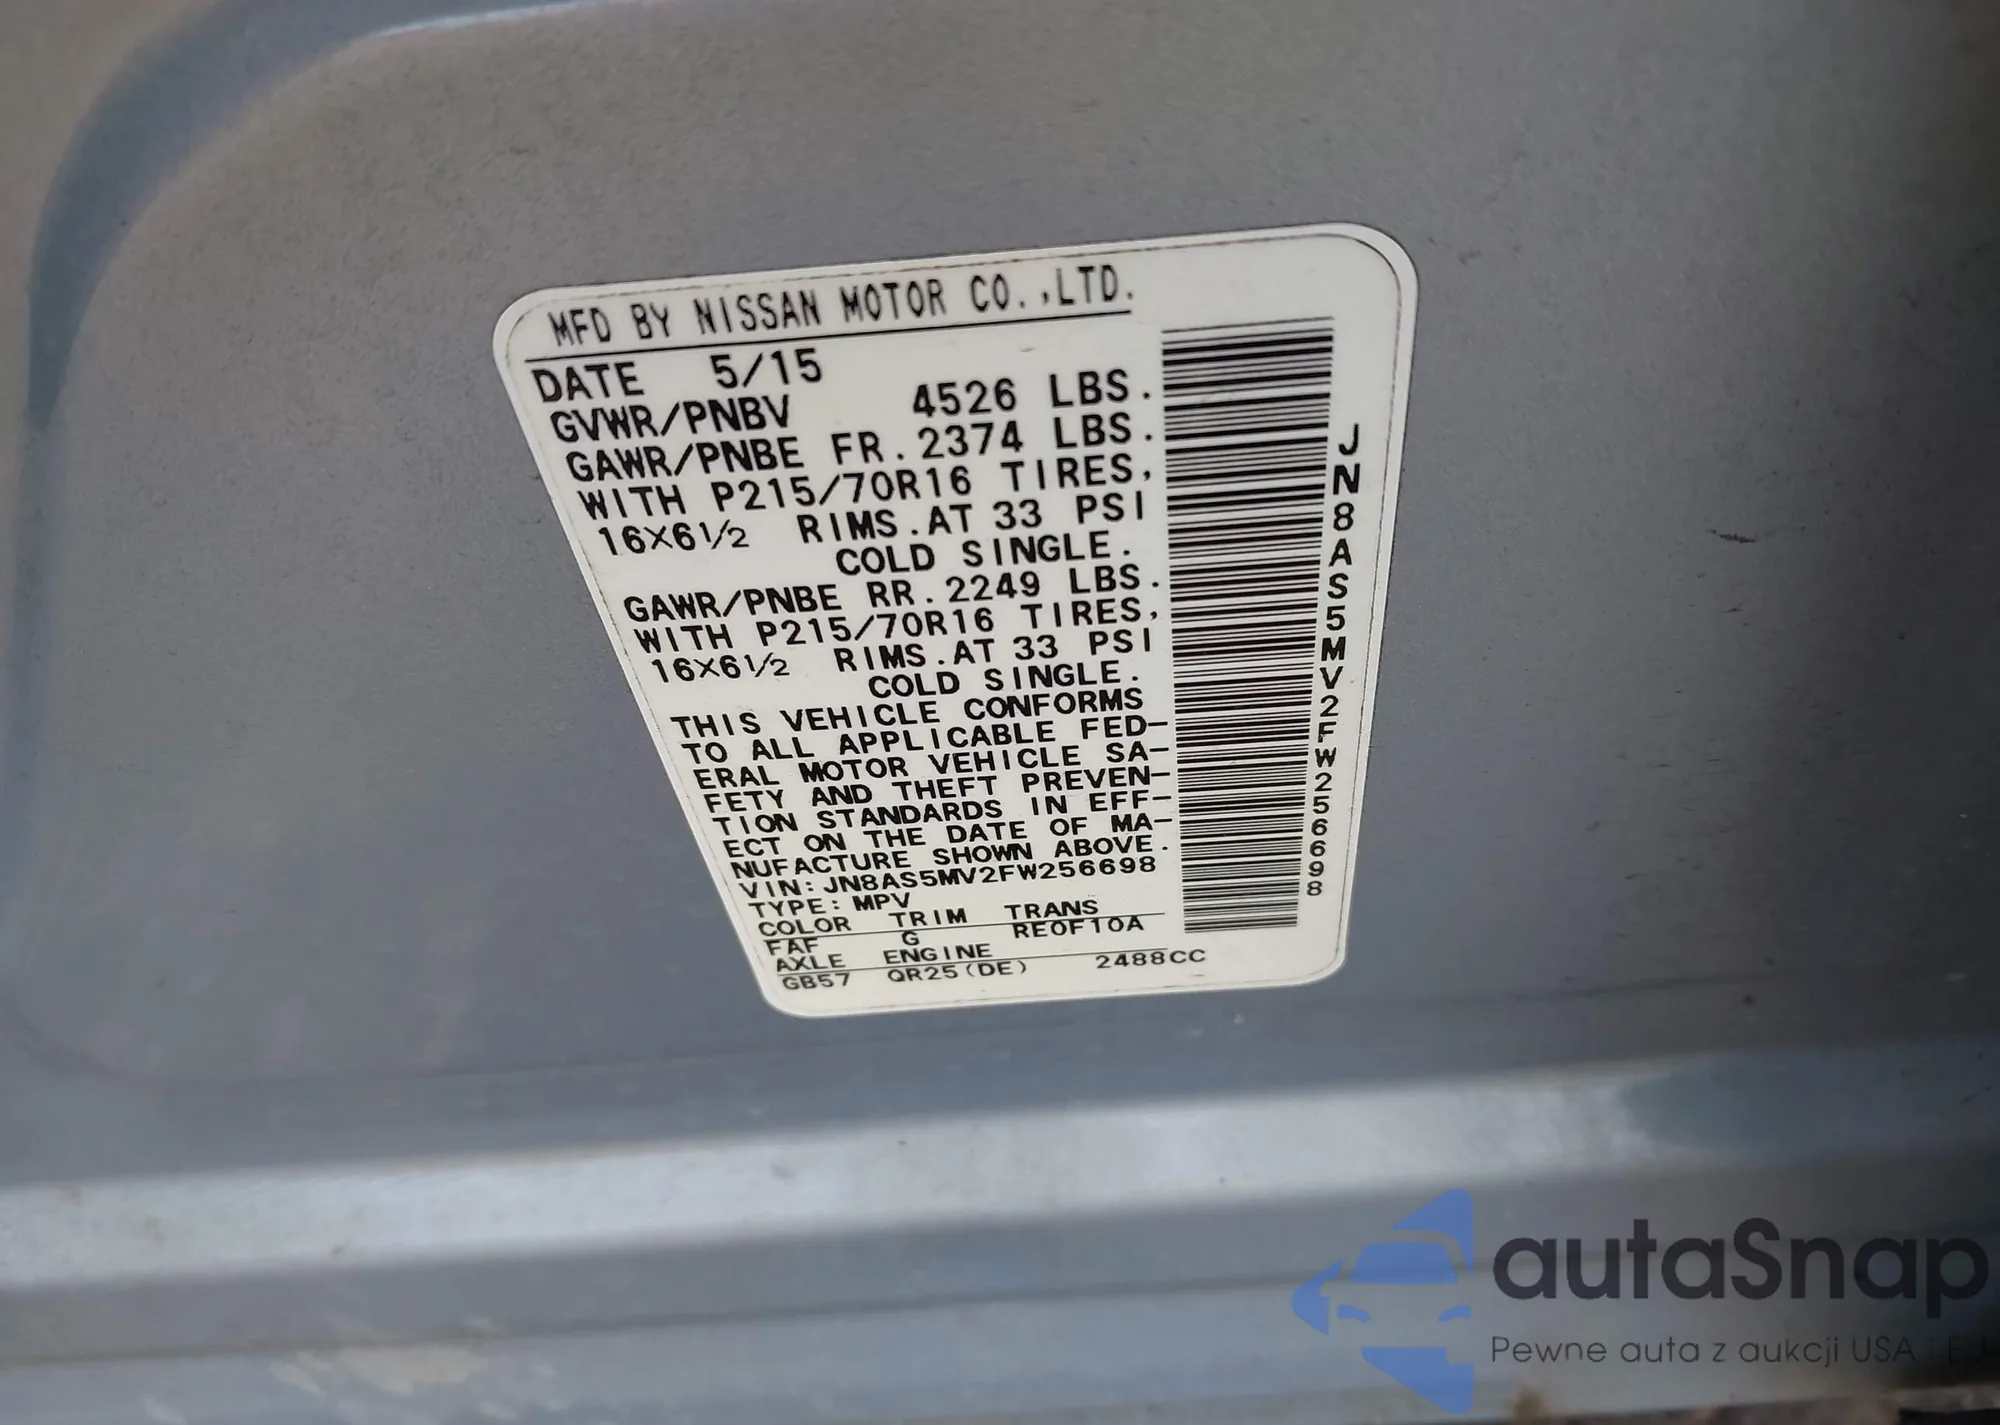 MFD BY NISSAN MOTOR CO.,LTD.
DATE 5/15
GVWR/PNBV 4526 LBS.
GAWR/PNBE FR.2374 LBS.
WITH P215/70R16 TIRES,
16X6½ RIMS.AT 33 PSI
COLD SINGLE.
GAWR/PNBE RR.2249 LBS.
WITH P215/70R16 TIRES,
16X6½ RIMS.AT 33 PSI
COLD SINGLE.
THIS VEHICLE CONFORMS
TO ALL APPLICABLE FED-
ERAL MOTOR VEHICLE SA-
FETY AND THEFT PREVEN-
TION STANDARDS IN EFF-
ECT ON THE DATE OF MA-
NUFACTURE SHOWN ABOVE.
VIN:JN8AS5MV2FW256698
TYPE:MPV
COLOR TRIM TRANS
FAF G RE0F10A
AXLE ENGINE
GB57 QR25(DE) 2488CC
JN8AS5MV2FW256698
autaSnap
Pewne auta z aukcji USA i EU